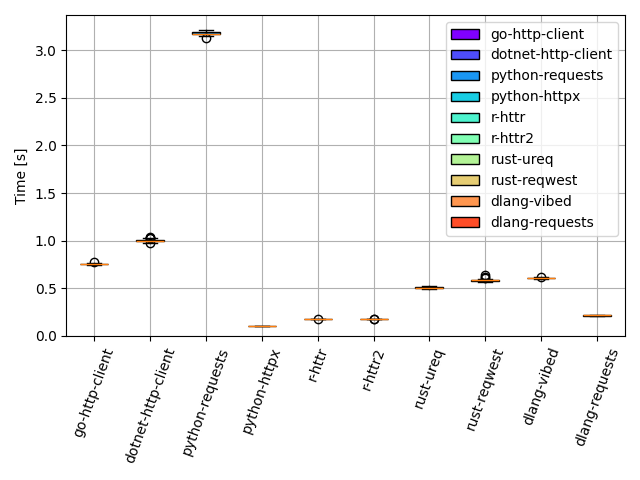 go-http-client
dotnet-http-client
python-requests
python-httpx
r-httr
r-httr2
rust-ureq
rust-reqwest
dlang-vibed
dlang-requests
Time [s]
3.0
2.5
2.0
1.5
1.0
0.5
0.0
go-http-client
dotnet-http-client
python-requests
python-httpx
r-httr
r-httr2
rust-ureq
rust-reqwest
dlang-vibed
dlang-requests